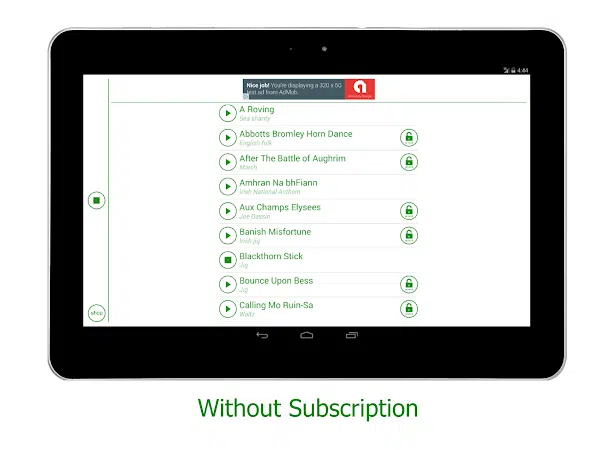 4:44
Nice job! You're displaying a 320 x 50
test ad from AdMob.
A Roving
Sea shanty
Abbotts Bromley Horn Dance
English folk
After The Battle of Aughrim
March
Amhran Na bhFiann
Irish National Anthem
Aux Champs Elysees
Joe Dassin
Banish Misfortune
Irish jig
Blackthorn Stick
Jig
Bounce Upon Bess
Jig
shop
Calling Mo Ruin-Sa
Waltz
Without Subscription